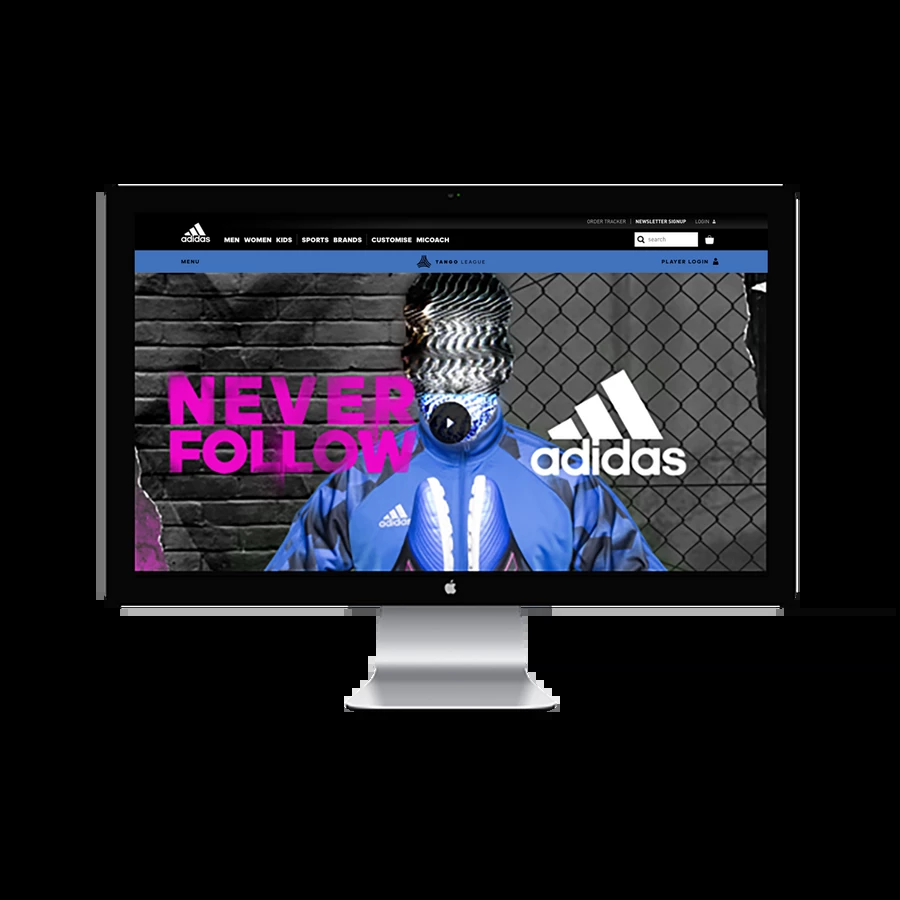 ORDER TRACKER | NEWSLETTER SIGNUP LOGIN
adidas
MEN WOMEN KIDS SPORTS BRANDS CUSTOMISE MICOACH
search
MENU
TANGO LEAGUE
PLAYER LOGIN
NEVER
FOLLOW
adidas
adidas